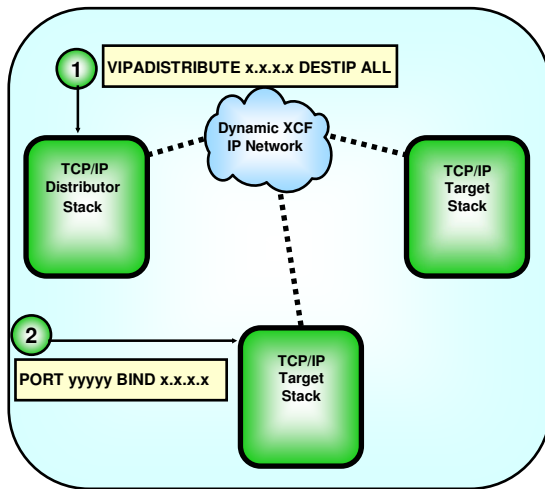 1
VIPADISTRIBUTE x.x.x.x DESTIP ALL
Dynamic XCF
IP Network
TCP/IP
Distributor
Stack
TCP/IP
Target
Stack
2
PORT yyyyy BIND x.x.x.x
TCP/IP
Target
Stack